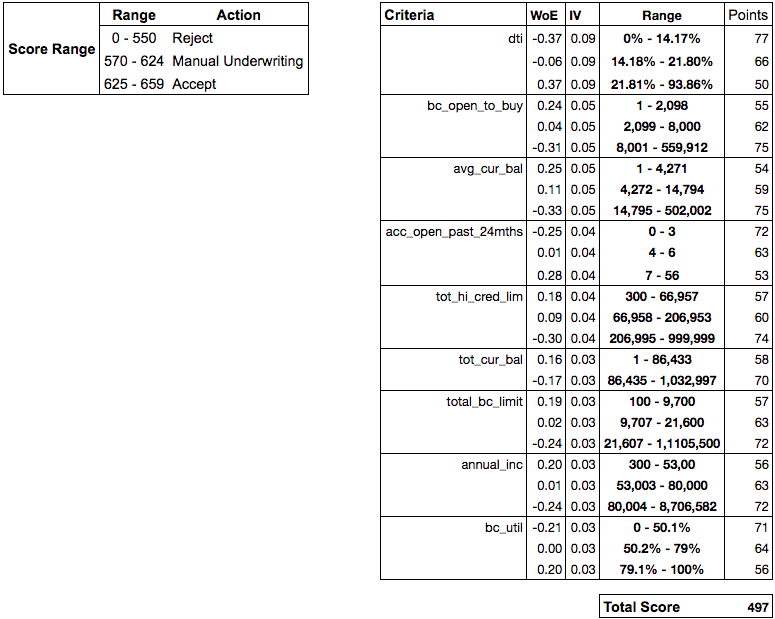 Range Action
Score Range
0 - 550 Reject
570 - 624 Manual Underwriting
625 - 659 Accept
Criteria WoE IV Range Points
dti -0.37 0.09 0% - 14.17% 77
-0.06 0.09 14.18% - 21.80% 66
0.37 0.09 21.81% - 93.86% 50
bc_open_to_buy 0.24 0.05 1 - 2,098 55
0.04 0.05 2,099 - 8,000 62
-0.31 0.05 8,001 - 559,912 75
avg_cur_bal 0.25 0.05 1 - 4,271 54
0.11 0.05 4,272 - 14,794 59
-0.33 0.05 14,795 - 502,002 75
acc_open_past_24mths -0.25 0.04 0 - 3 72
0.01 0.04 4 - 6 63
0.28 0.04 7 - 56 53
tot_hi_cred_lim 0.18 0.04 300 - 66,957 57
0.09 0.04 66,958 - 206,953 60
-0.30 0.04 206,995 - 999,999 74
tot_cur_bal 0.16 0.03 1 - 86,433 58
-0.17 0.03 86,435 - 1,032,997 70
total_bc_limit 0.19 0.03 100 - 9,700 57
0.02 0.03 9,707 - 21,600 63
-0.24 0.03 21,607 - 1,1105,500 72
annual_inc 0.20 0.03 300 - 53,00 56
0.01 0.03 53,003 - 80,000 63
-0.24 0.03 80,004 - 8,706,582 72
bc_util -0.21 0.03 0 - 50.1% 71
0.00 0.03 50.2% - 79% 64
0.20 0.03 79.1% - 100% 56
Total Score 497